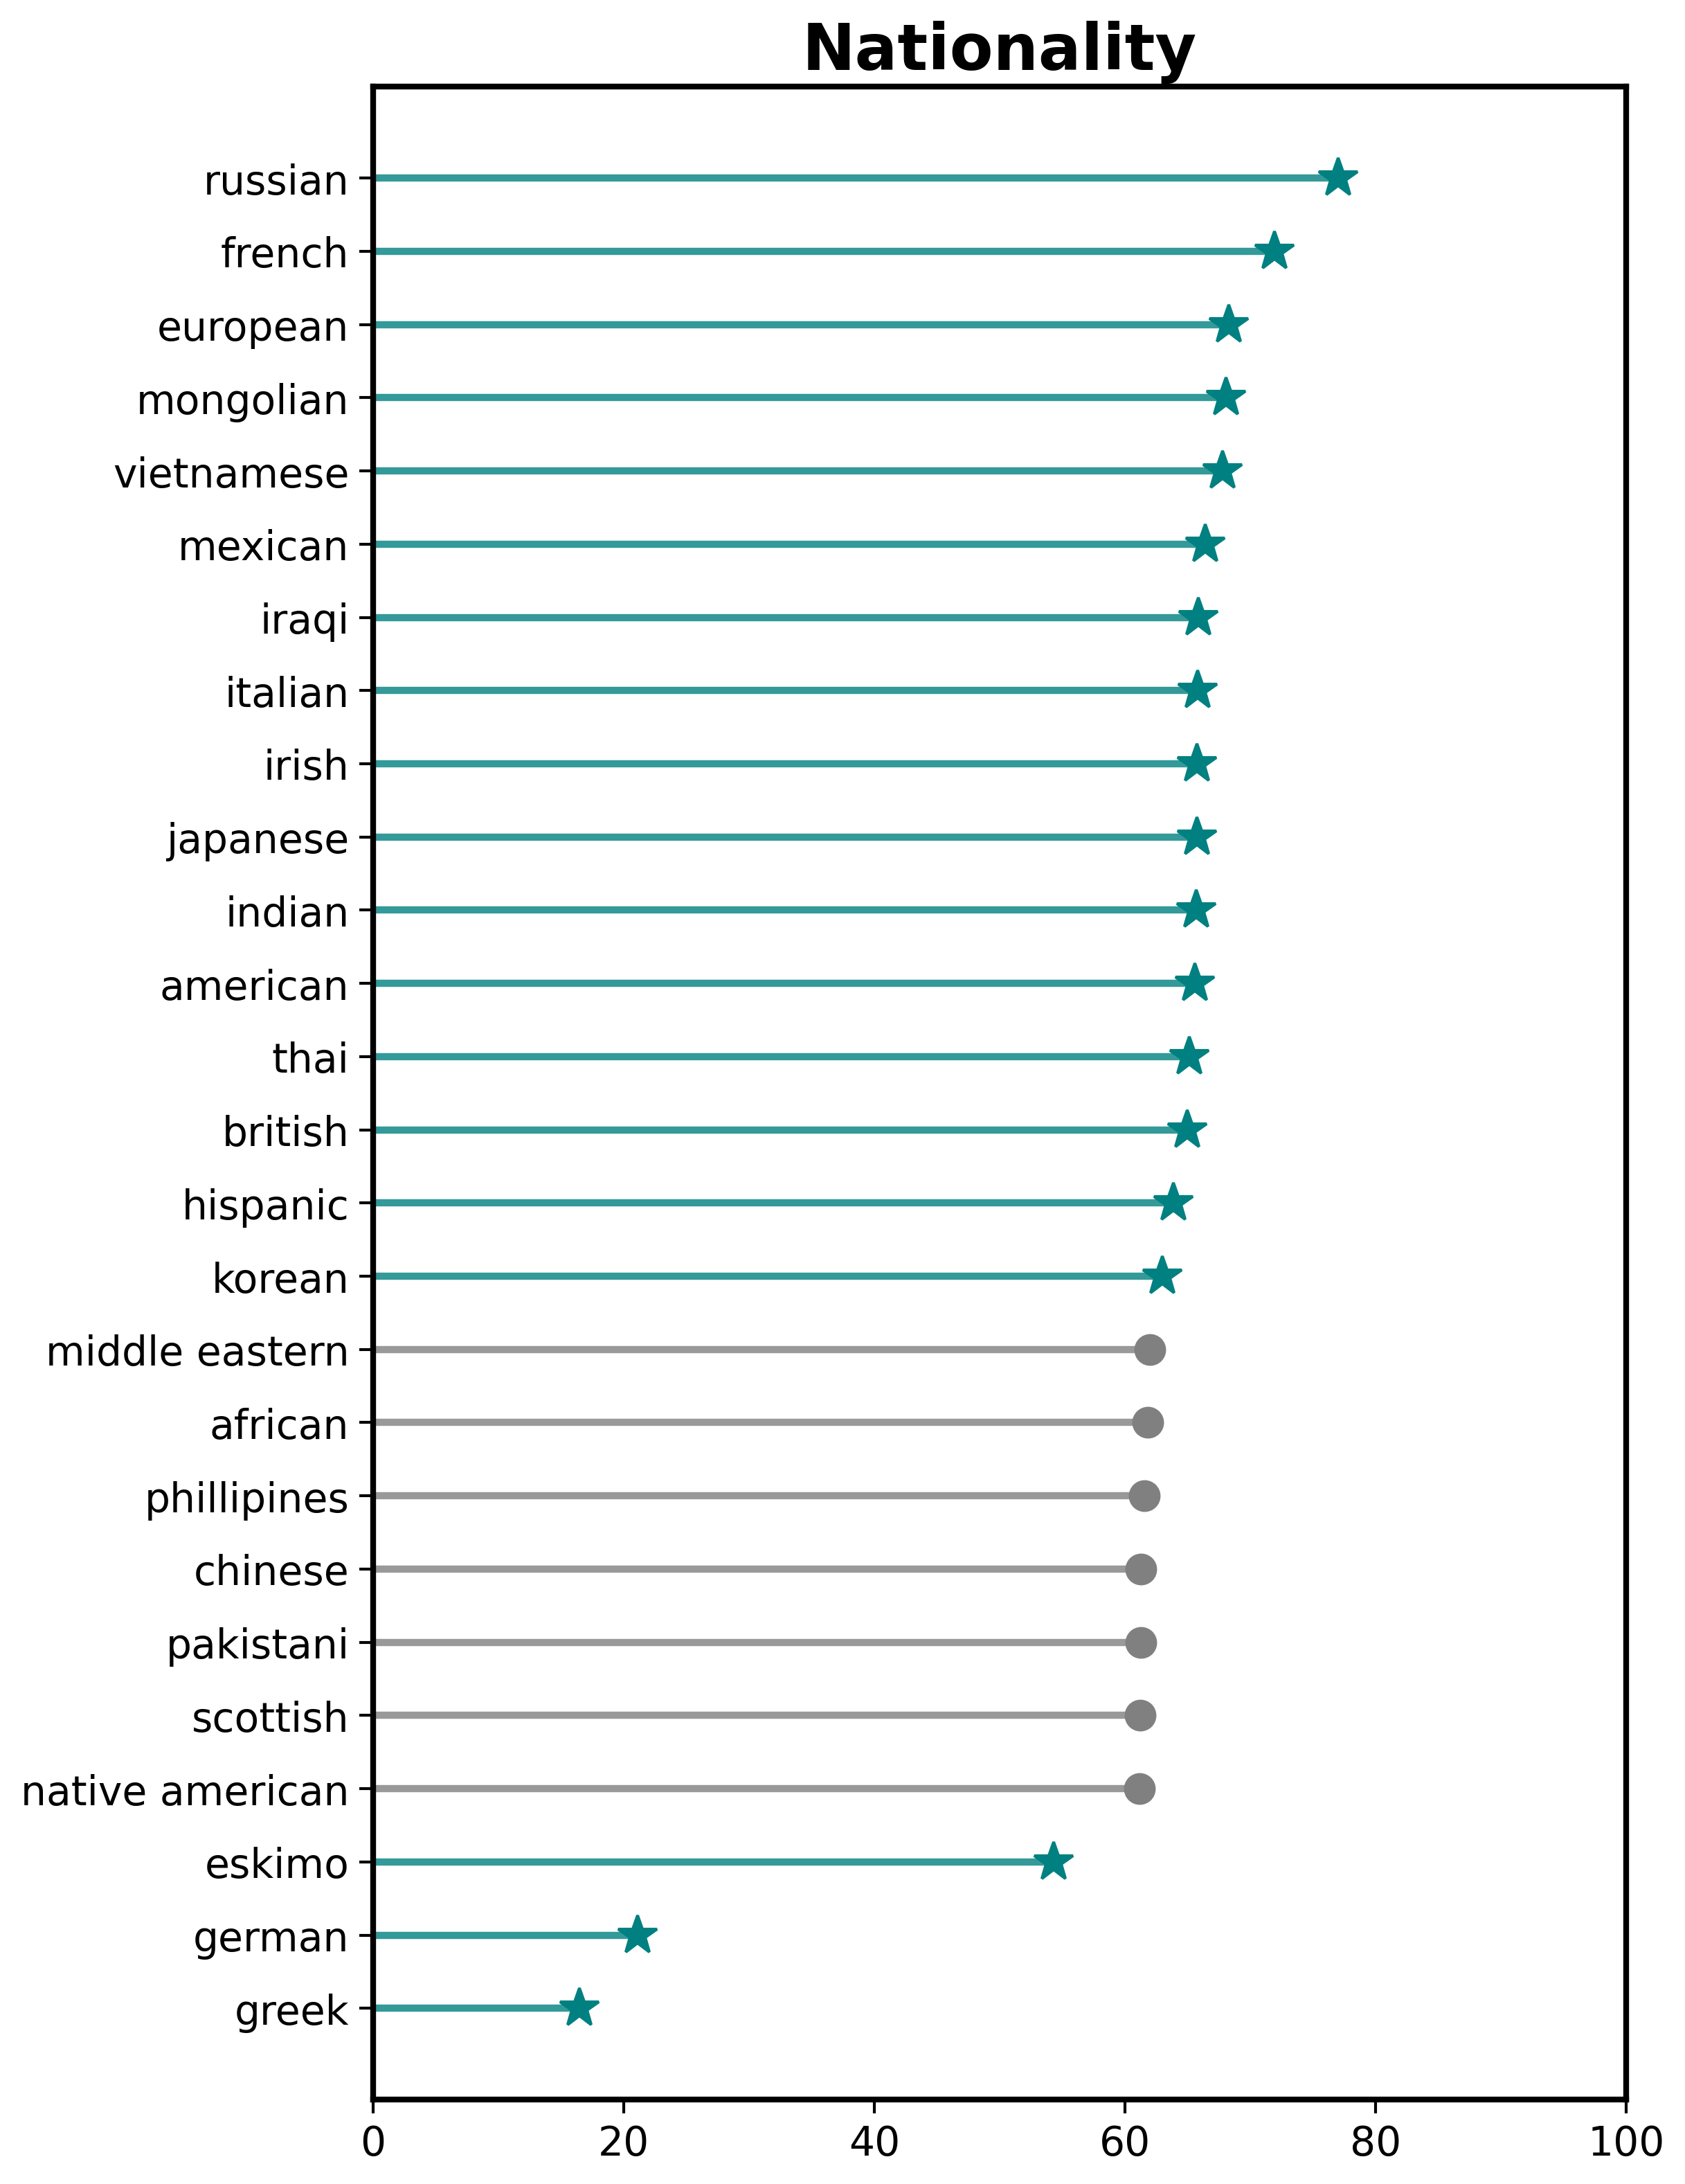 Nationality
russian
french
european
mongolian
vietnamese
mexican
iraqi
italian
irish
japanese
indian
american
thai
british
hispanic
korean
middle eastern
african
phillipines
chinese
pakistani
scottish
native american
eskimo
german
greek
0 20 40 60 80 100